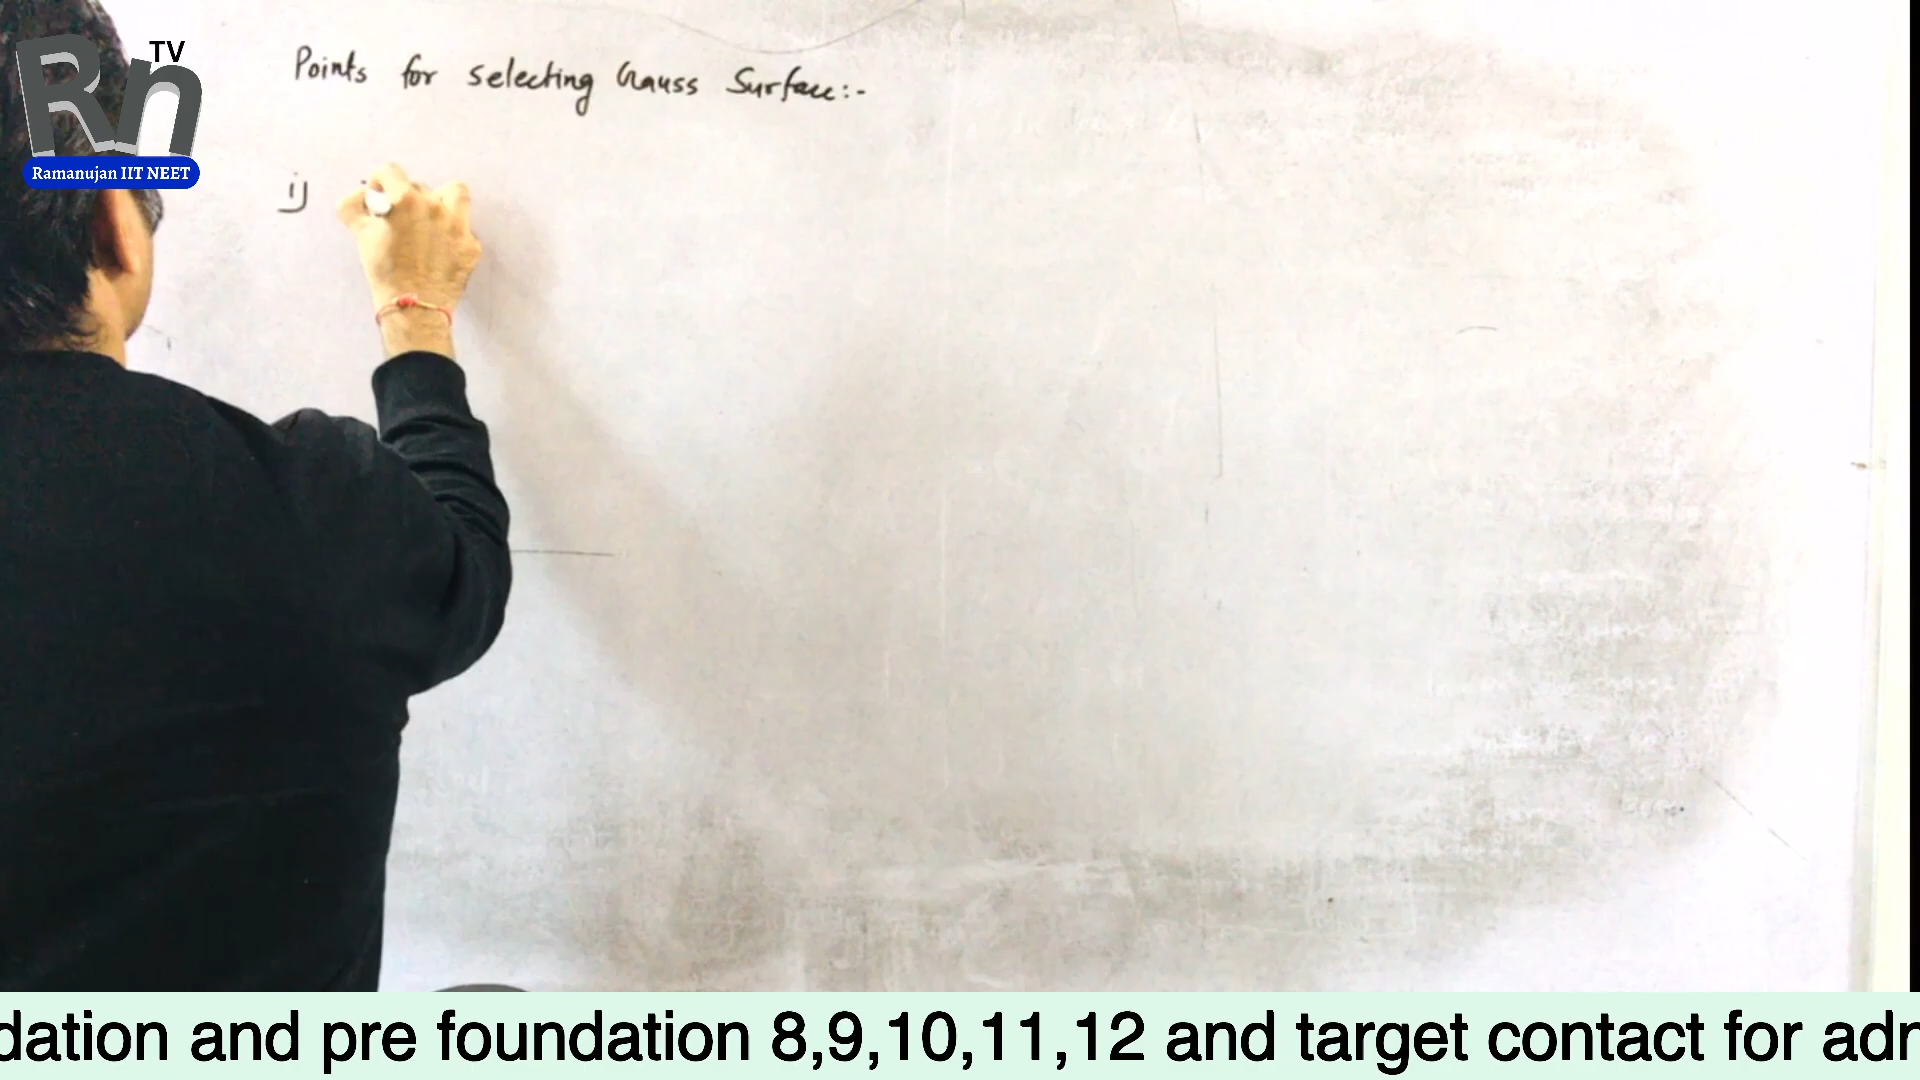 TV
Rn
Ramanujan IIT NEET
Points for selecting Gauss Surface:-
i)
dation and pre foundation 8,9,10,11,12 and target contact for adm